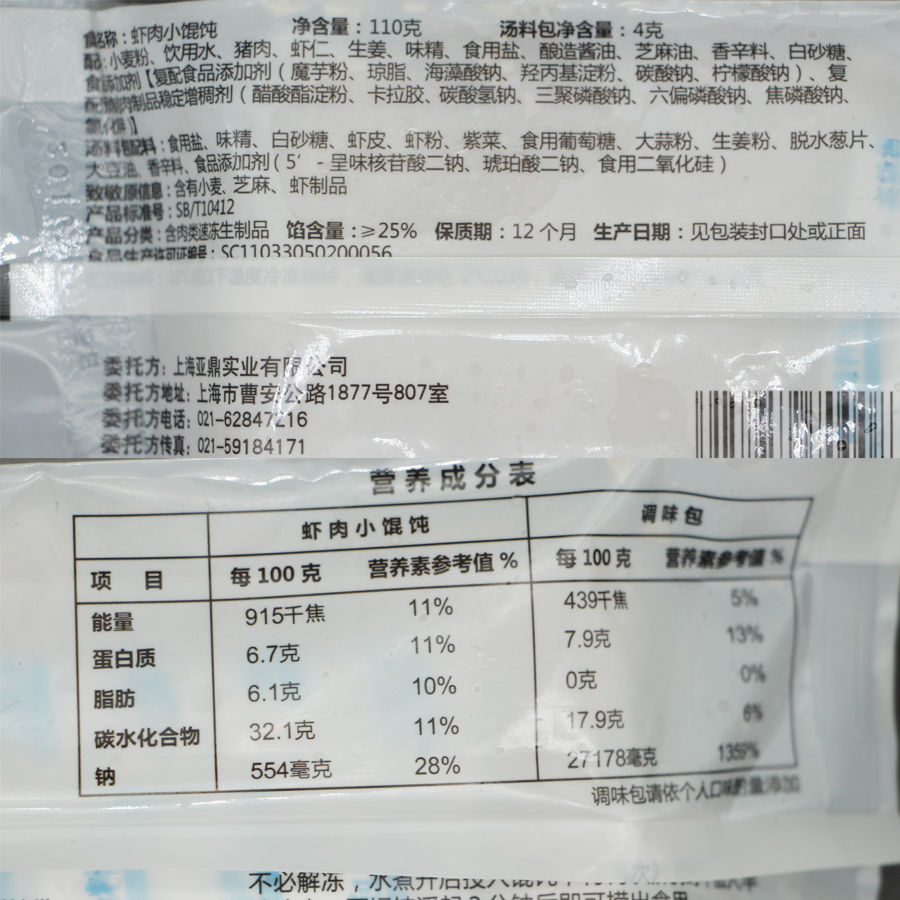 名称：虾肉小馄饨 净含量：110克 汤料包净含量：4克
配：小麦粉、饮用水、猪肉、虾仁、生姜、味精、食用盐、酿造酱油、芝麻油、香辛料、白砂糖、
食品添加剂【复配食品添加剂（魔芋粉、琼脂、海藻酸钠、羟丙基淀粉、碳酸钠、柠檬酸钠）、复
配酸肉制品稳定增稠剂（醋酸酯淀粉、卡拉胶、碳酸氢钠、三聚磷酸钠、六偏磷酸钠、焦磷酸钠、
】
汤料包配料：食用盐、味精、白砂糖、虾皮、虾粉、紫菜、食用葡萄糖、大蒜粉、生姜粉、脱水葱片、
大豆油、香辛料、食品添加剂（5′-呈味核苷酸二钠、琥珀酸二钠、食用二氧化硅）
致敏原信息：含有小麦、芝麻、虾制品
产品标准号：SB/T10412
产品分类：含肉类速冻生制品 馅含量：≥25% 保质期：12个月 生产日期：见包装封口处或正面
食品生产许可证编号：SC11033050200056
委托方：上海亚鼎实业有限公司
委托方地址：上海市曹安公路1877号807室
委托方电话：021-62847216
委托方传真：021-59184171
营养成分表
虾肉小馄饨 调味包
项 目 每100克 营养素参考值% 每100克 营养素参考值%
能量 915千焦 11% 439千焦 5%
蛋白质 6.7克 11% 7.9克 13%
脂肪 6.1克 10% 0克 0%
碳水化合物 32.1克 11% 17.9克 6%
钠 554毫克 28% 27178毫克 1359%
调味包请依个人口味酌量添加
不必解冻，水煮开后投入馄饨，